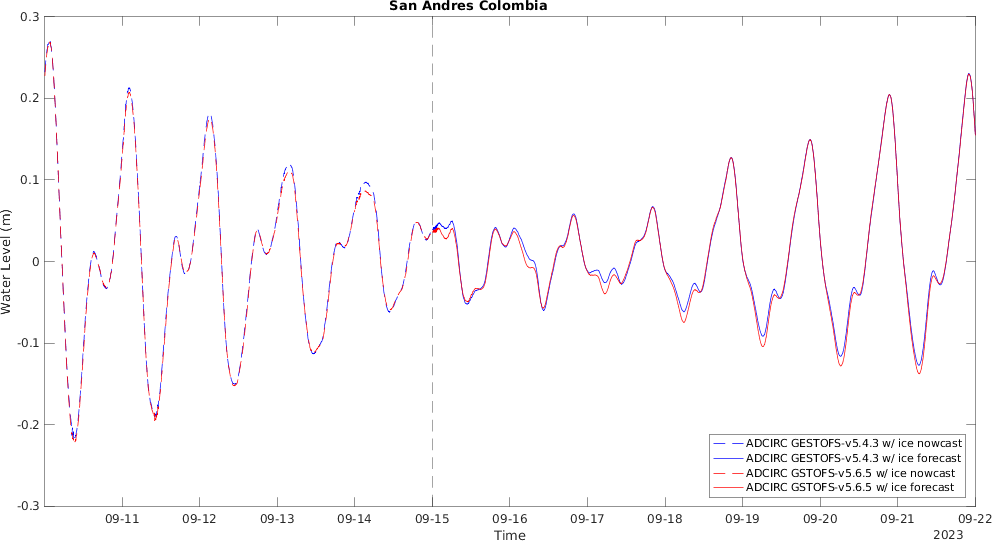 San Andres Colombia
0.3
0.2
0.1
0
-0.1
-0.2
-0.3
Water Level (m)
ADCIRC GESTOFS-v5.4.3 w/ ice nowcast
ADCIRC GESTOFS-v5.4.3 w/ ice forecast
ADCIRC GSTOFS-v5.6.5 w/ ice nowcast
ADCIRC GSTOFS-v5.6.5 w/ ice forecast
09-11 09-12 09-13 09-14 09-15 09-16 09-17 09-18 09-19 09-20 09-21 09-22
Time
2023